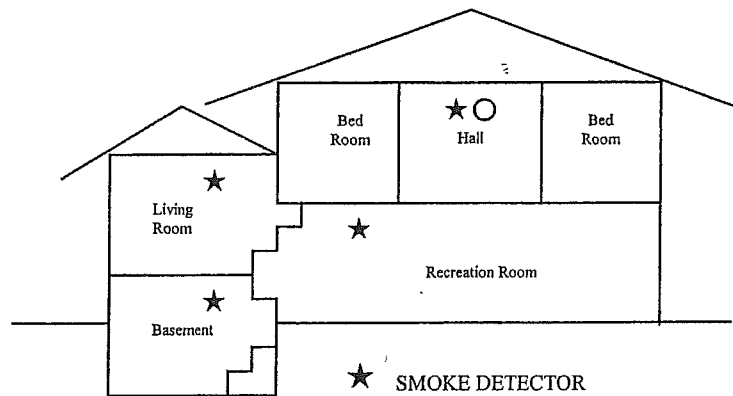 Bed
Room
Hall
Bed
Room
Living
Room
Recreation Room
Basement
SMOKE DETECTOR